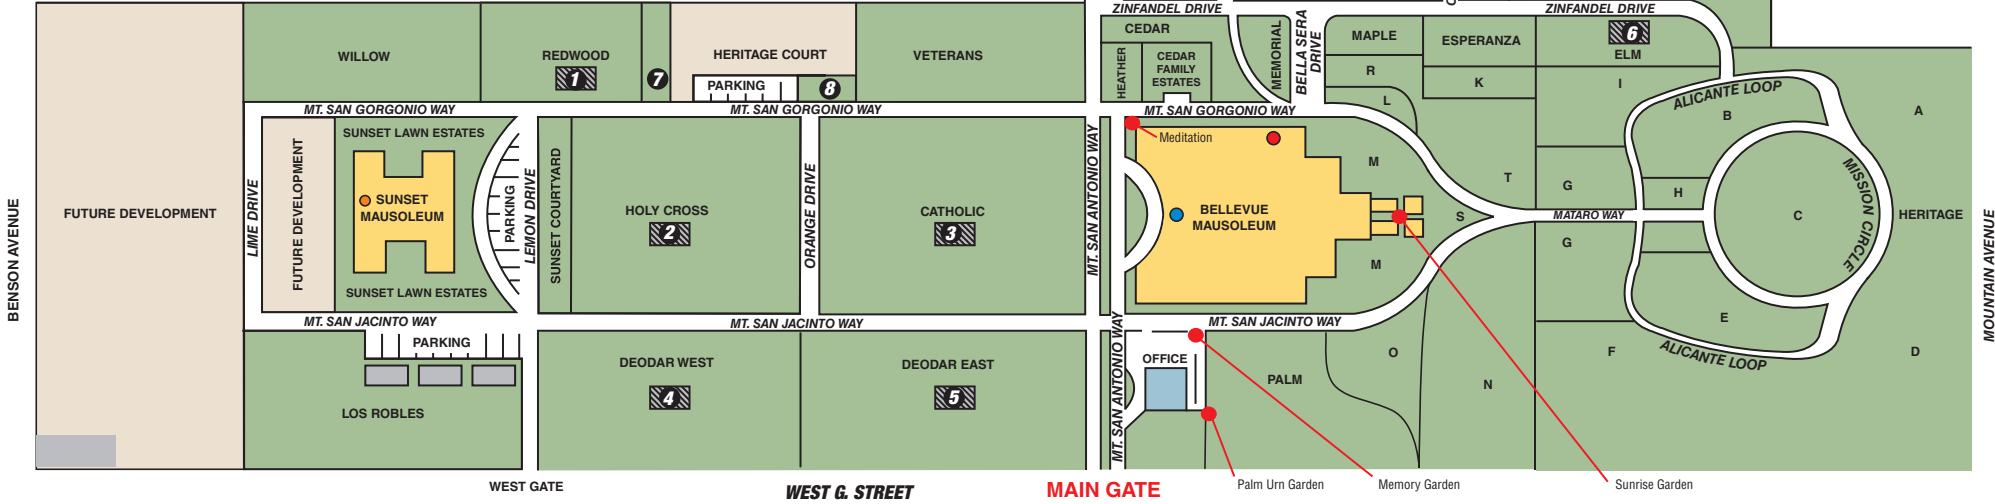 ZINFANDEL DRIVE
ZINFANDEL DRIVE
CEDAR
MEMORIAL
BELLA SERA
DRIVE
MAPLE
ESPERANZA
6
ELM
WILLOW
REDWOOD
1
7
HERITAGE COURT
PARKING
8
VETERANS
HEATHER
CEDAR
FAMILY
ESTATES
R
K
I
L
ALICANTE LOOP
B
A
MT. SAN GORGONIO WAY
MT. SAN GORGONIO WAY
MT. SAN GORGONIO WAY
BENSON AVENUE
FUTURE DEVELOPMENT
LIME DRIVE
FUTURE DEVELOPMENT
SUNSET LAWN ESTATES
SUNSET
MAUSOLEUM
SUNSET LAWN ESTATES
PARKING
LEMON DRIVE
SUNSET COURTYARD
HOLY CROSS
2
ORANGE DRIVE
CATHOLIC
3
MT. SAN ANTONIO WAY
Meditation
BELLEVUE
MAUSOLEUM
M
M
S
T
G
G
H
MATARO WAY
C
MISSION CIRCLE
HERITAGE
MOUNTAIN AVENUE
MT. SAN JACINTO WAY
MT. SAN JACINTO WAY
MT. SAN JACINTO WAY
E
ALICANTE LOOP
F
D
PARKING
LOS ROBLES
DEODAR WEST
4
DEODAR EAST
5
MT. SAN ANTONIO WAY
OFFICE
PALM
O
N
WEST GATE
WEST G. STREET
MAIN GATE
Palm Urn Garden
Memory Garden
Sunrise Garden